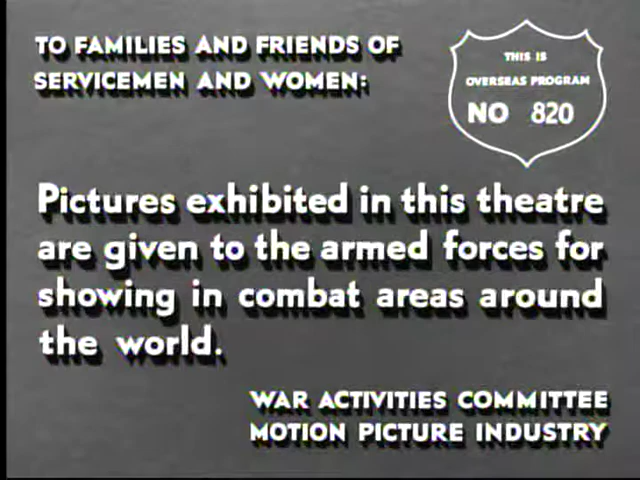 TO FAMILIES AND FRIENDS OF
SERVICEMEN AND WOMEN:
THIS IS
OVERSEAS PROGRAM
NO 820
Pictures exhibited in this theatre
are given to the armed forces for
showing in combat areas around
the world.
WAR ACTIVITIES COMMITTEE
MOTION PICTURE INDUSTRY